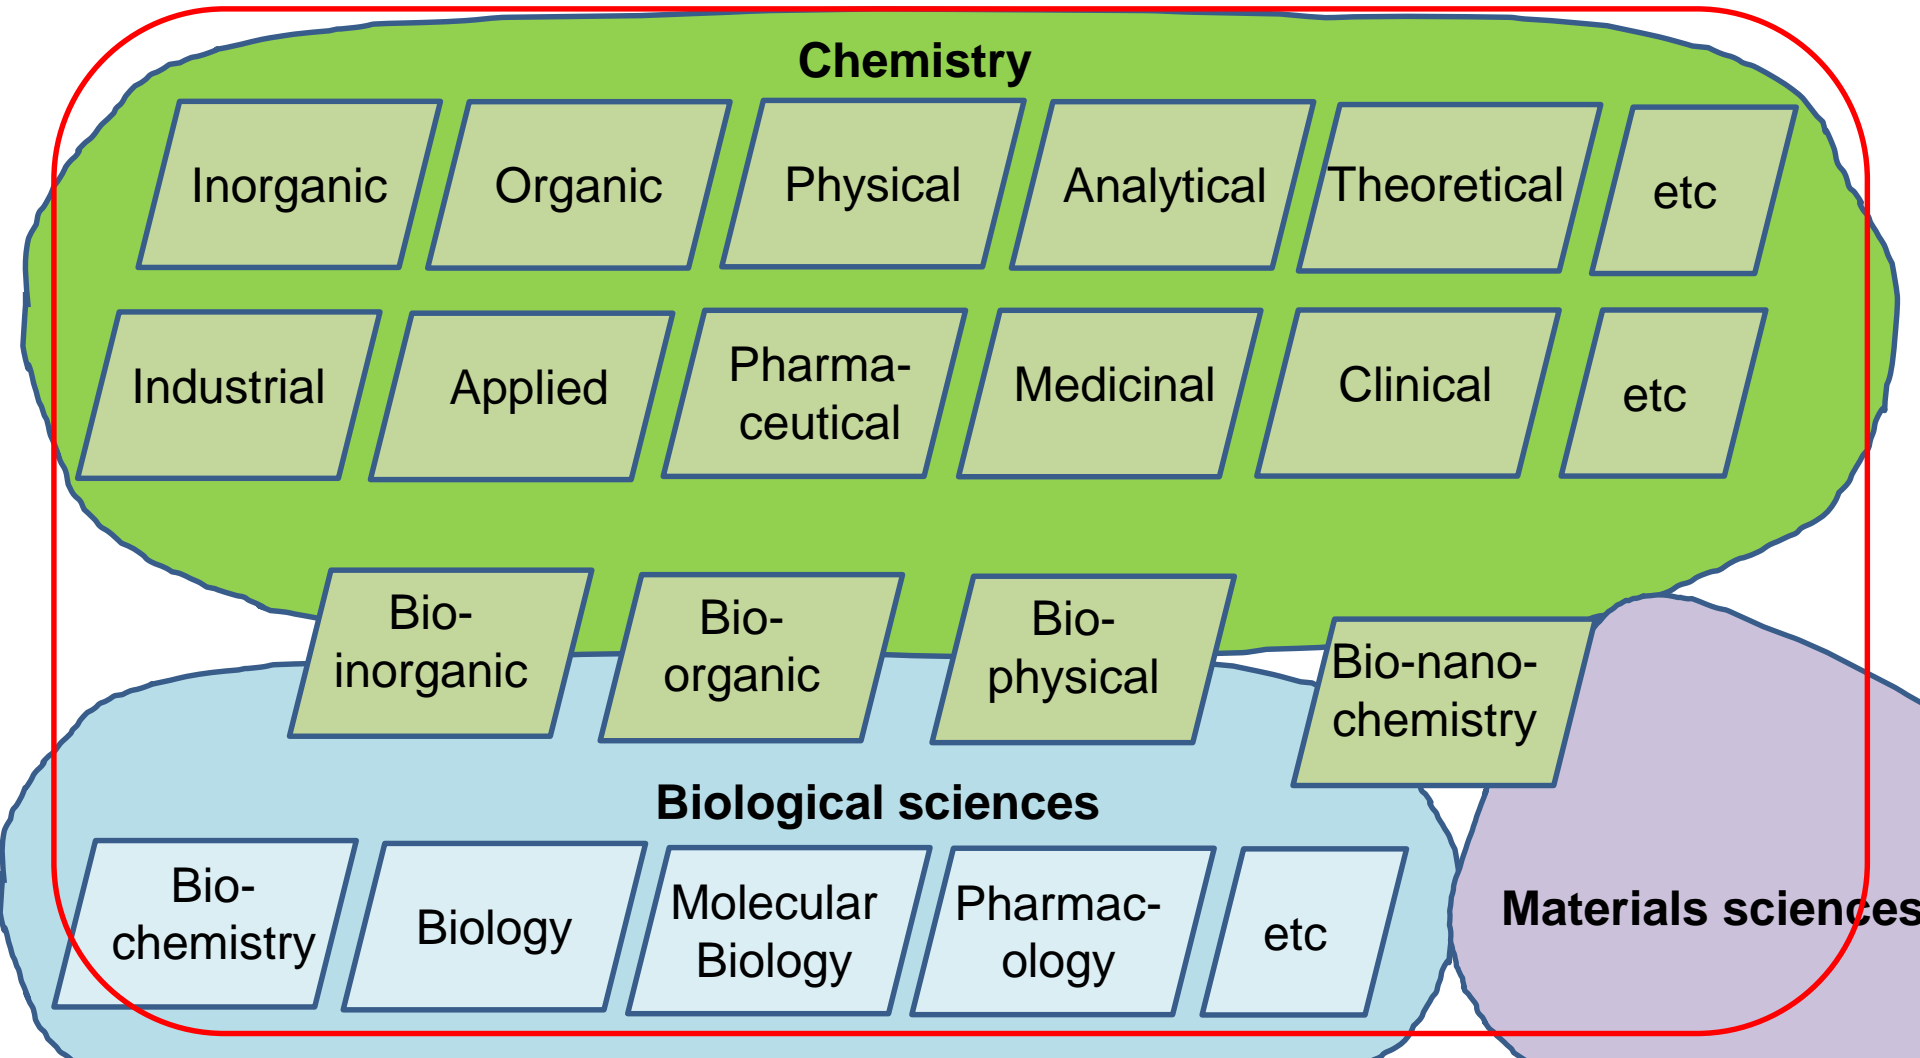 Chemistry
Inorganic
Organic
Physical
Analytical
Theoretical
etc
Industrial
Applied
Pharma-
ceutical
Medicinal
Clinical
etc
Bio-
inorganic
Bio-
organic
Bio-
physical
Bio-nano-
chemistry
Biological sciences
Bio-
chemistry
Biology
Molecular
Biology
Pharmac-
ology
etc
Materials sciences